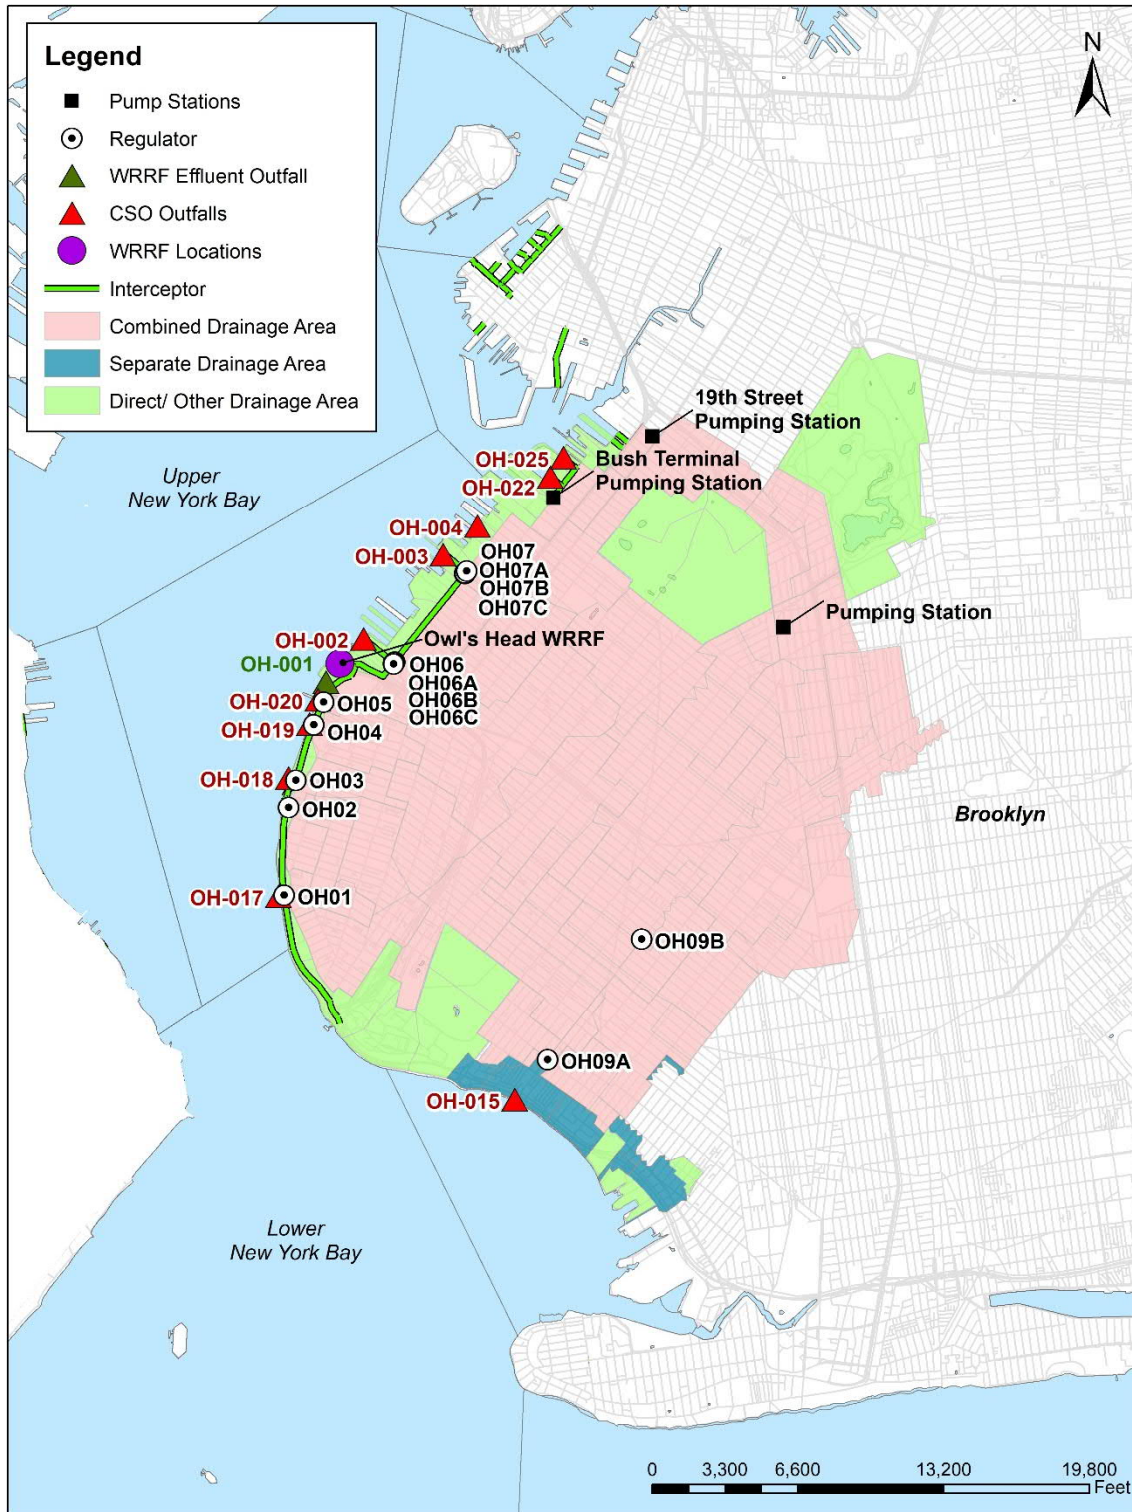 Legend
Pump Stations
Regulator
WRRF Effluent Outfall
CSO Outfalls
WRRF Locations
Interceptor
Combined Drainage Area
Separate Drainage Area
Direct/ Other Drainage Area
N
Upper
New York Bay
19th Street
Pumping Station
OH-025
Bush Terminal
Pumping Station
OH-022
OH-004
OH-003
OH07
OH07A
OH07B
OH07C
Pumping Station
OH-002
Owl's Head WRRF
OH-001
OH06
OH06A
OH06B
OH06C
OH-020
OH05
OH-019
OH04
OH-018
OH03
OH02
Brooklyn
OH-017
OH01
OH09B
OH09A
OH-015
Lower
New York Bay
0 3,300 6,600 13,200 19,800
Feet